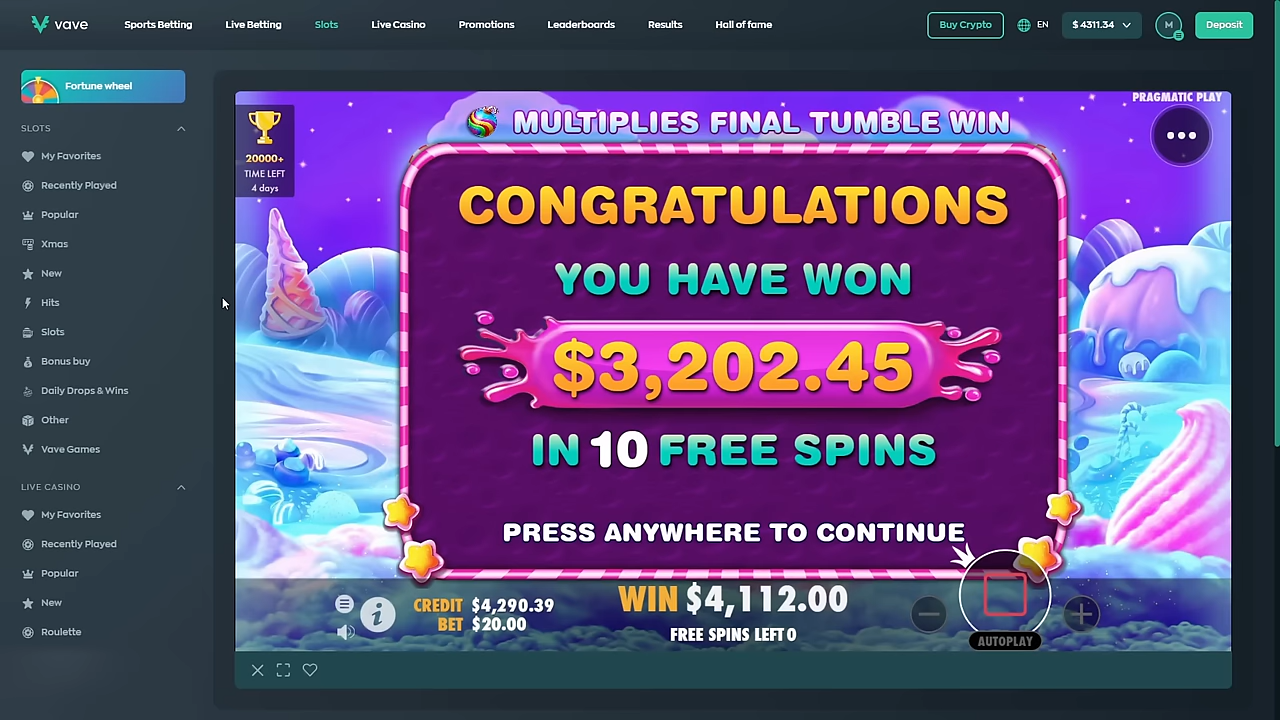 vave
Sports Betting
Live Betting
Slots
Live Casino
Promotions
Leaderboards
Results
Hall of fame
Buy Crypto
EN
$ 4311.34
M
Deposit
Fortune wheel
SLOTS
My Favorites
Recently Played
Popular
Xmas
New
Hits
Slots
Bonus buy
Daily Drops & Wins
Other
Vave Games
LIVE CASINO
My Favorites
Recently Played
Popular
New
Roulette
PRAGMATIC PLAY
20000+
TIME LEFT
4 days
MULTIPLIES FINAL TUMBLE WIN
CONGRATULATIONS
YOU HAVE WON
$3,202.45
IN 10 FREE SPINS
PRESS ANYWHERE TO CONTINUE
CREDIT $4,290.39
BET $20.00
WIN $4,112.00
FREE SPINS LEFT 0
AUTOPLAY